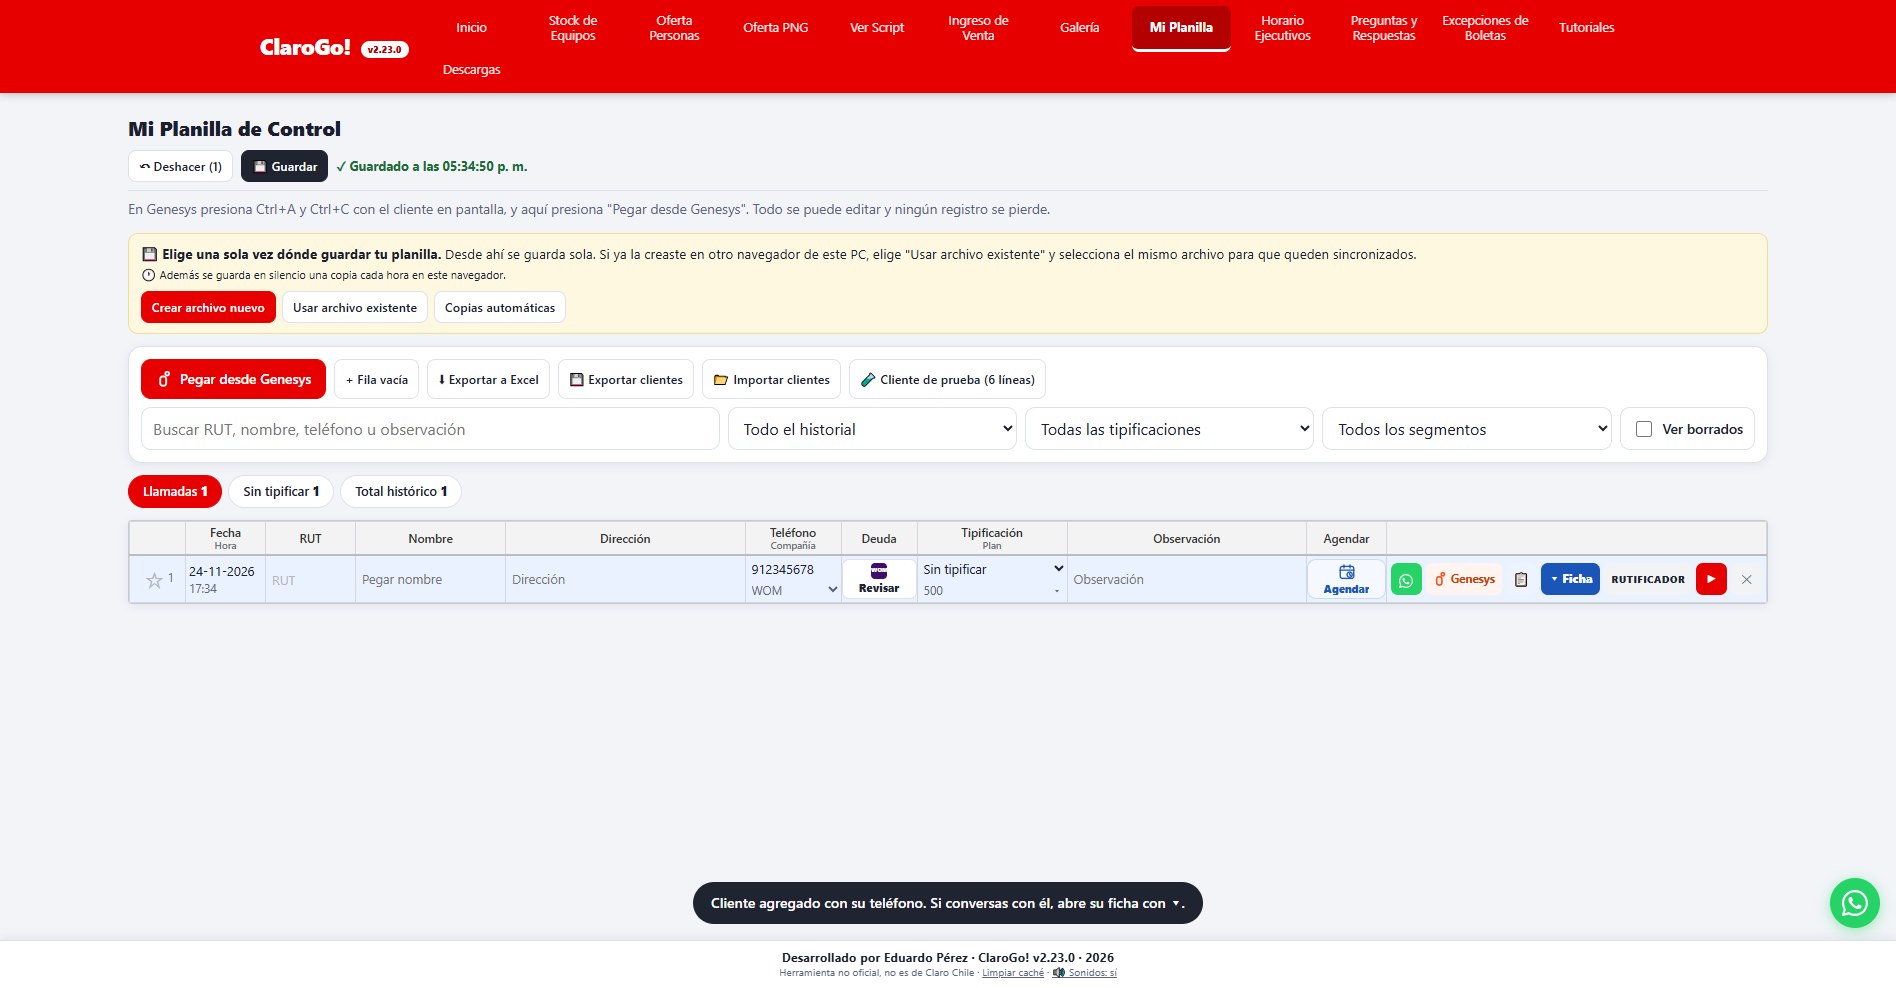 ClaroGo! v2.23.0
Inicio
Stock de Equipos
Oferta Personas
Oferta PNG
Ver Script
Ingreso de Venta
Galería
Mi Planilla
Horario Ejecutivos
Preguntas y Respuestas
Excepciones de Boletas
Tutoriales
Descargas
Mi Planilla de Control
↶ Deshacer (1)
💾 Guardar
✓ Guardado a las 05:34:50 p. m.
En Genesys presiona Ctrl+A y Ctrl+C con el cliente en pantalla, y aquí presiona "Pegar desde Genesys". Todo se puede editar y ningún registro se pierde.
💾 Elige una sola vez dónde guardar tu planilla. Desde ahí se guarda sola. Si ya la creaste en otro navegador de este PC, elige "Usar archivo existente" y selecciona el mismo archivo para que queden sincronizados.
🕐 Además se guarda en silencio una copia cada hora en este navegador.
Crear archivo nuevo
Usar archivo existente
Copias automáticas
Pegar desde Genesys
+ Fila vacía
⬇ Exportar a Excel
💾 Exportar clientes
📂 Importar clientes
🧪 Cliente de prueba (6 líneas)
Buscar RUT, nombre, teléfono u observación
Todo el historial
Todas las tipificaciones
Todos los segmentos
Ver borrados
Llamadas 1
Sin tipificar 1
Total histórico 1
Fecha
Hora
RUT
Nombre
Dirección
Teléfono
Compañía
Deuda
Tipificación
Plan
Observación
Agendar
☆ 1
24-11-2026
17:34
RUT
Pegar nombre
Dirección
912345678
WOM
WOM
Revisar
Sin tipificar
500
Observación
Agendar
Genesys
📋
▾ Ficha
RUTIFICADOR
▶
×
Cliente agregado con su teléfono. Si conversas con él, abre su ficha con ▾.
Desarrollado por Eduardo Pérez · ClaroGo! v2.23.0 · 2026
Herramienta no oficial, no es de Claro Chile · Limpiar caché · 🔊 Sonidos: sí